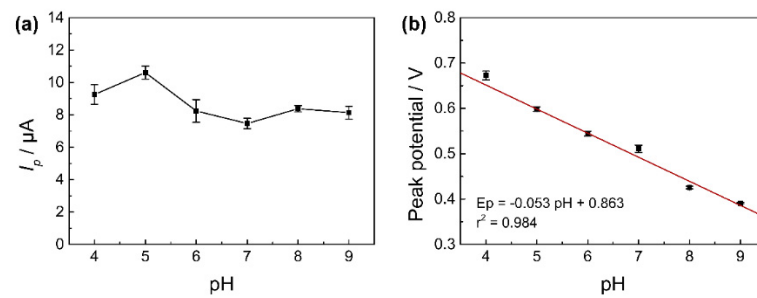 (a)
14
12
10
8
6
4
2
0
I_p / µA
4 5 6 7 8 9
pH
(b)
0.8
0.7
0.6
0.5
0.4
0.3
Peak potential / V
Ep = -0.053 pH + 0.863
r² = 0.984
4 5 6 7 8 9
pH